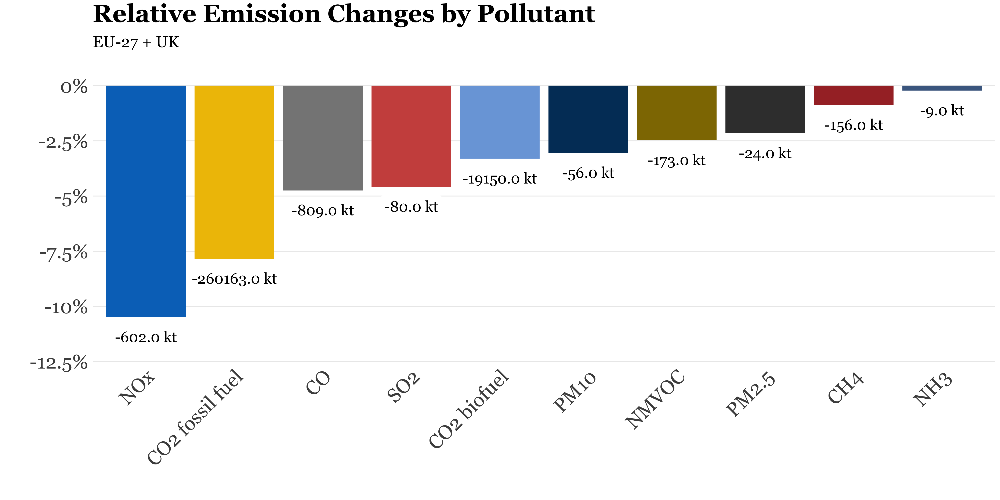 Relative Emission Changes by Pollutant
EU-27 + UK
0%
-2.5%
-5%
-7.5%
-10%
-12.5%
-602.0 kt
-260163.0 kt
-809.0 kt
-80.0 kt
-19150.0 kt
-56.0 kt
-173.0 kt
-24.0 kt
-156.0 kt
-9.0 kt
NOx
CO2 fossil fuel
CO
SO2
CO2 biofuel
PM10
NMVOC
PM2.5
CH4
NH3